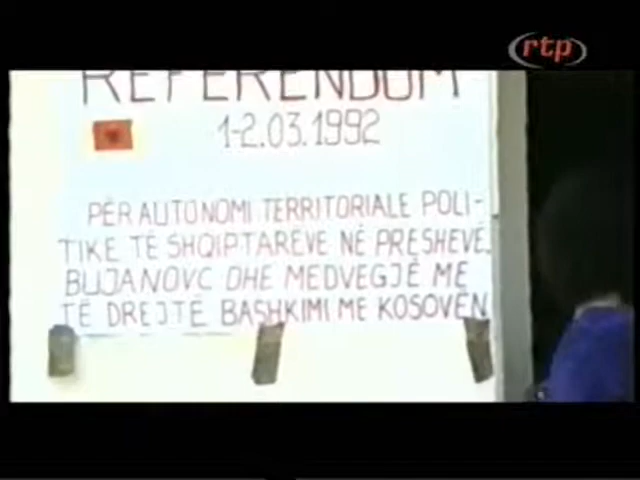 rtp
REFERENDUM
1-2.03.1992
PËR AUTONOMI TERRITORIALE POLI-
TIKE TË SHQIPTARËVE NË PRESHEVË,
BUJANOVC DHE MEDVEGJË ME
TË DREJTË BASHKIMI ME KOSOVËN